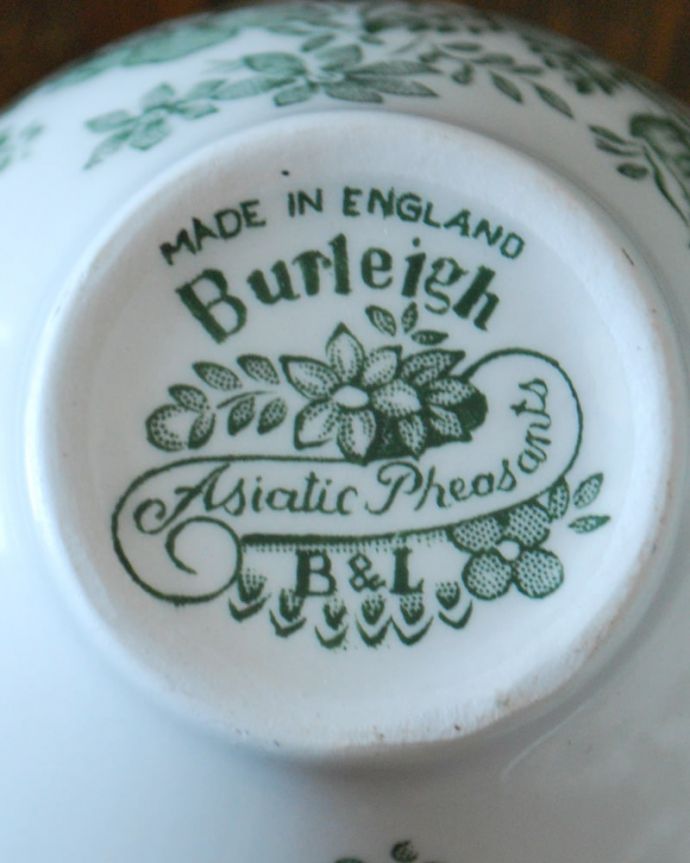 MADE IN ENGLAND
Burleigh
Asiatic Pheasants
B&L